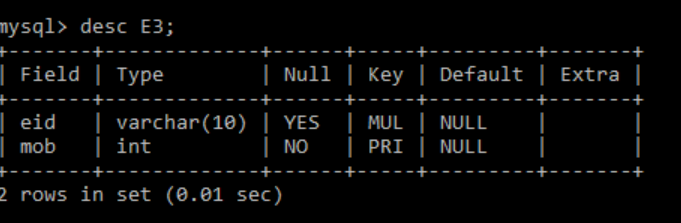 mysql> desc E3;
+-------+-------------+------+-----+---------+-------+
| Field | Type | Null | Key | Default | Extra |
+-------+-------------+------+-----+---------+-------+
| eid | varchar(10) | YES | MUL | NULL | |
| mob | int | NO | PRI | NULL | |
+-------+-------------+------+-----+---------+-------+
2 rows in set (0.01 sec)